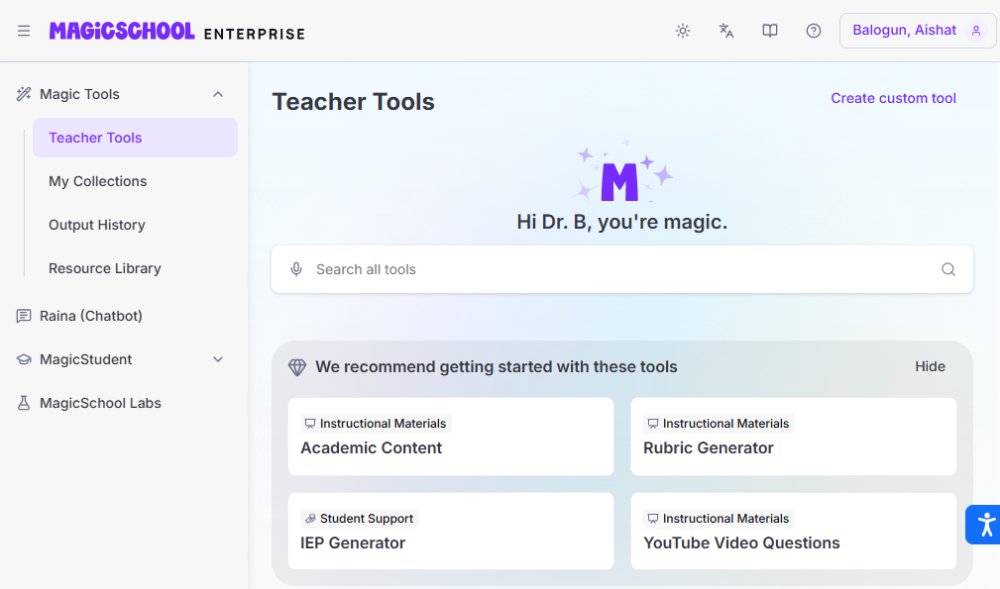 MAGICSCHOOL ENTERPRISE
Balogun, Aishat
Magic Tools
Teacher Tools
My Collections
Output History
Resource Library
Raina (Chatbot)
MagicStudent
MagicSchool Labs
Teacher Tools
Create custom tool
M
Hi Dr. B, you're magic.
Search all tools
We recommend getting started with these tools
Hide
Instructional Materials
Academic Content
Instructional Materials
Rubric Generator
Student Support
IEP Generator
Instructional Materials
YouTube Video Questions